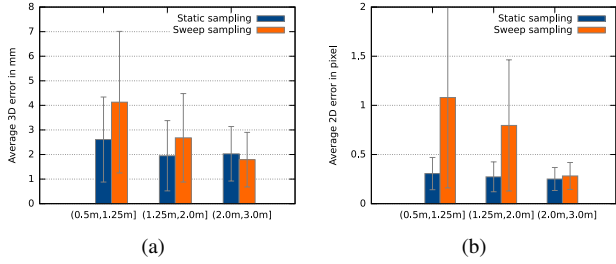 Static sampling
Sweep sampling
Average 3D error in mm
8
7
6
5
4
3
2
1
0
(0.5m,1.25m] (1.25m,2.0m] (2.0m,3.0m]
(a)
Static sampling
Sweep sampling
Average 2D error in pixel
2
1.5
1
0.5
0
(0.5m,1.25m] (1.25m,2.0m] (2.0m,3.0m]
(b)